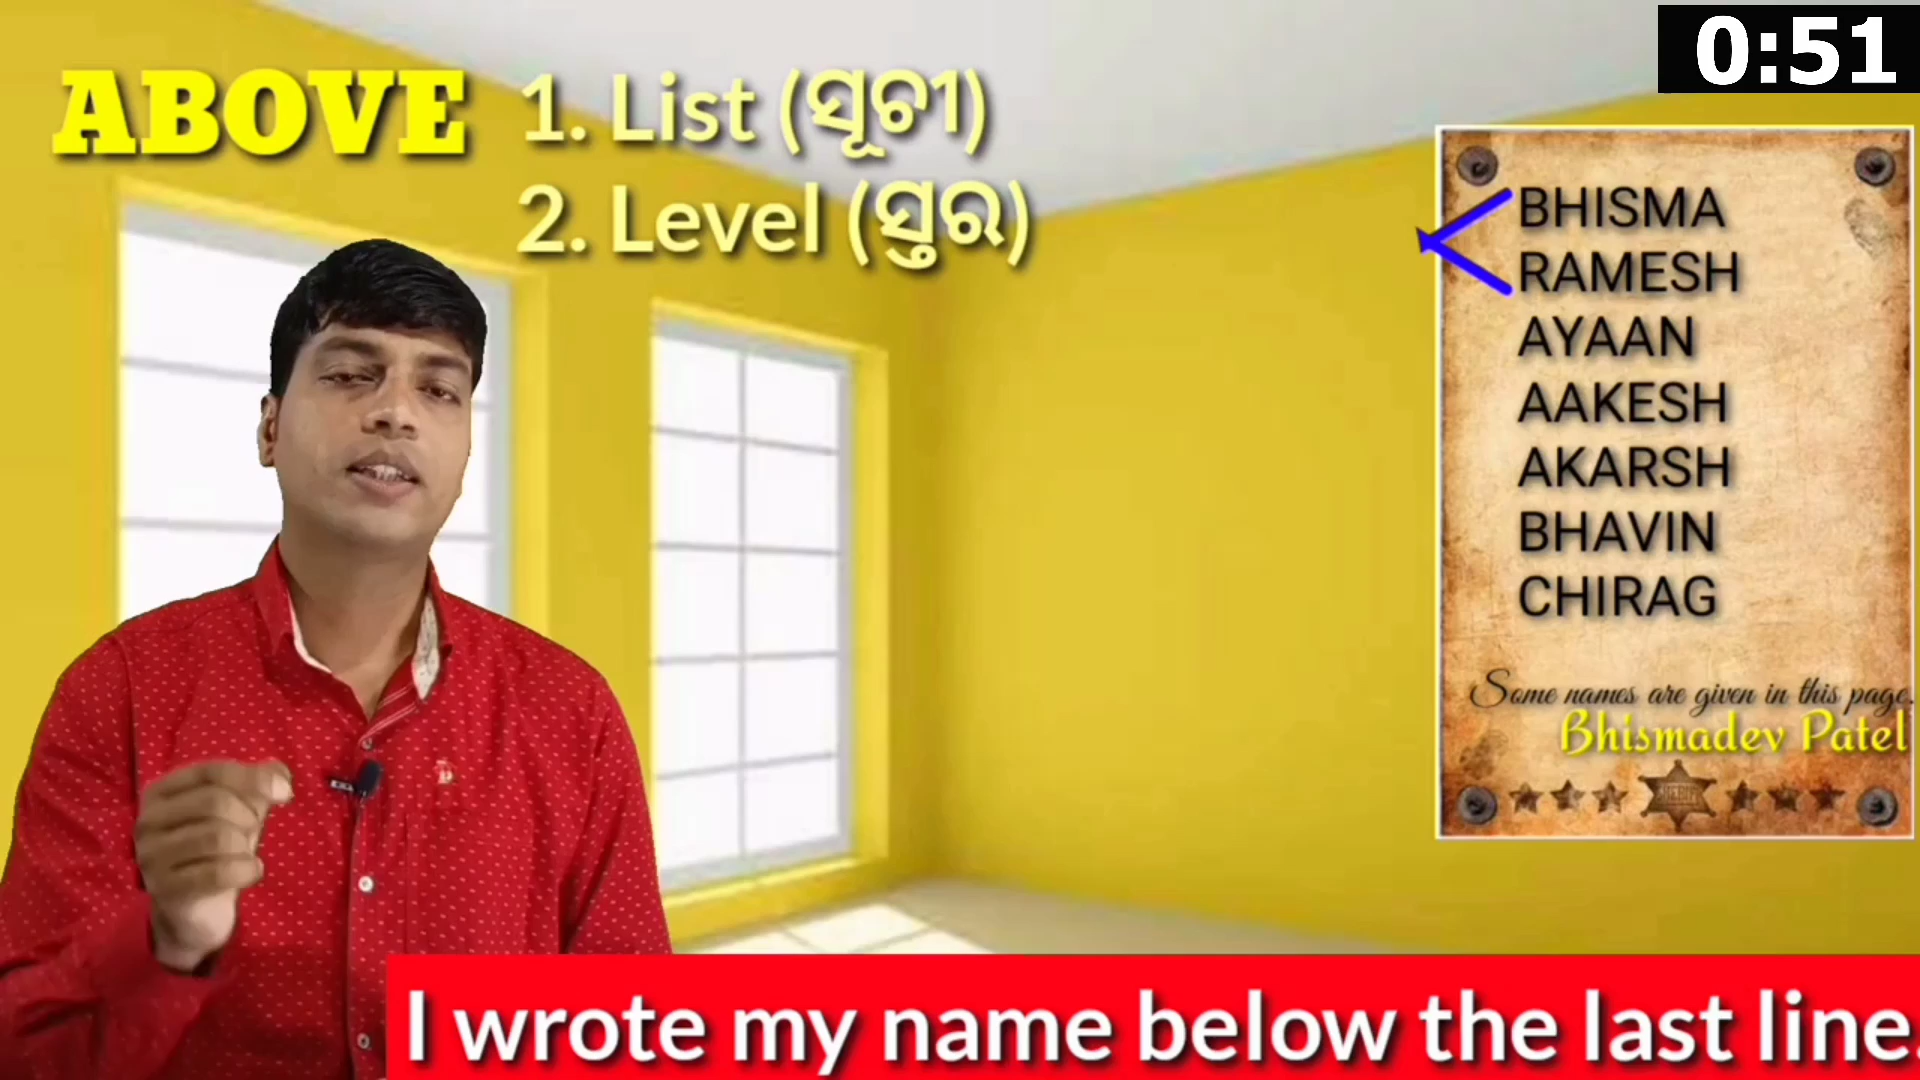 0:51
ABOVE
1. List (ସୂଚୀ)
2. Level (ସ୍ତର)
BHISMA
RAMESH
AYAAN
AAKESH
AKARSH
BHAVIN
CHIRAG
Some names are given in this page.
Bhismadev Patel
I wrote my name below the last line.